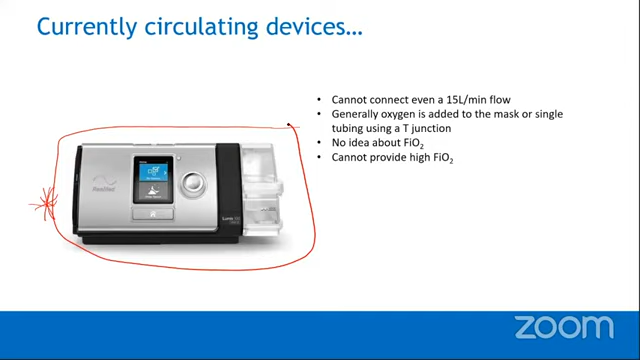 Currently circulating devices…
• Cannot connect even a 15L/min flow
• Generally oxygen is added to the mask or single
tubing using a T junction
• No idea about FiO₂
• Cannot provide high FiO₂
ResMed
zoom